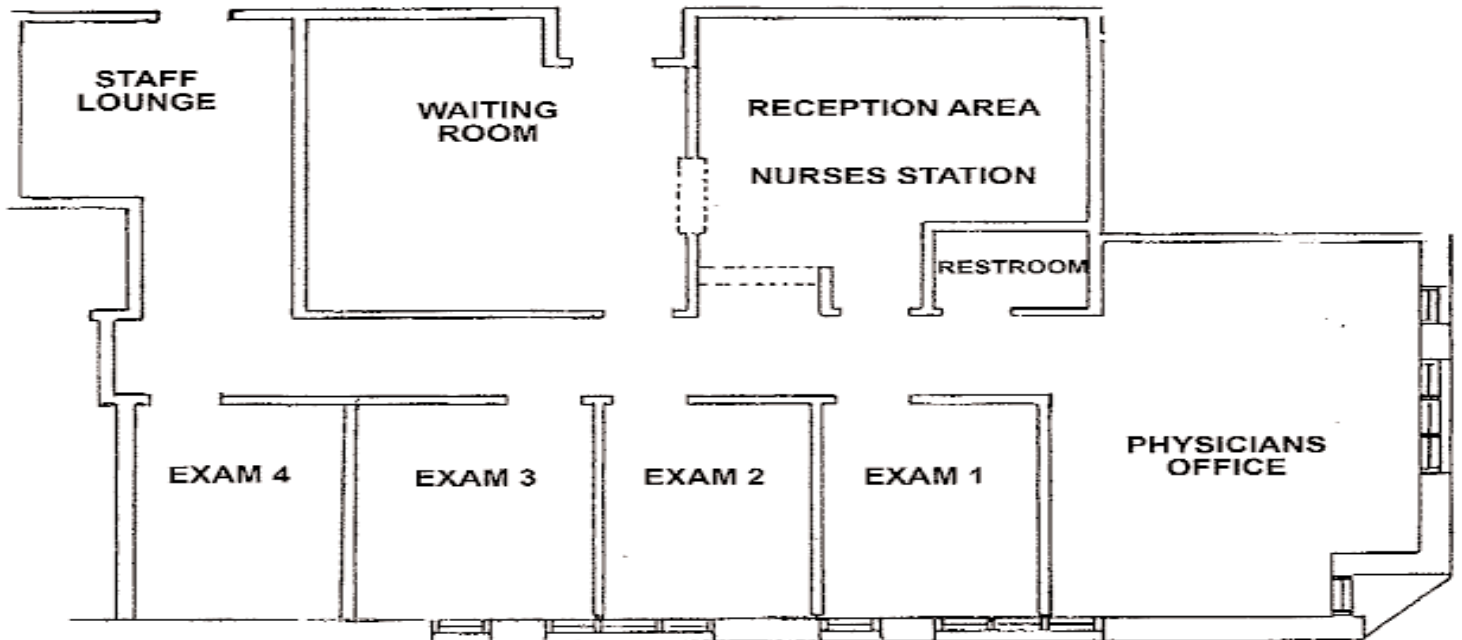 STAFF
LOUNGE
WAITING
ROOM
RECEPTION AREA
NURSES STATION
RESTROOM
EXAM 4
EXAM 3
EXAM 2
EXAM 1
PHYSICIANS
OFFICE